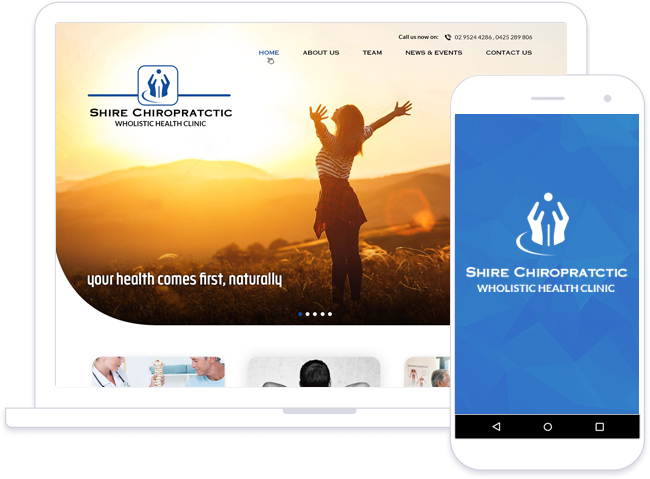 Call us now on: 02 9524 4286 , 0425 289 806
HOME ABOUT US TEAM NEWS & EVENTS CONTACT US
SHIRE CHIROPRATCTIC
WHOLISTIC HEALTH CLINIC
your health comes first, naturally
SHIRE CHIROPRATCTIC
WHOLISTIC HEALTH CLINIC